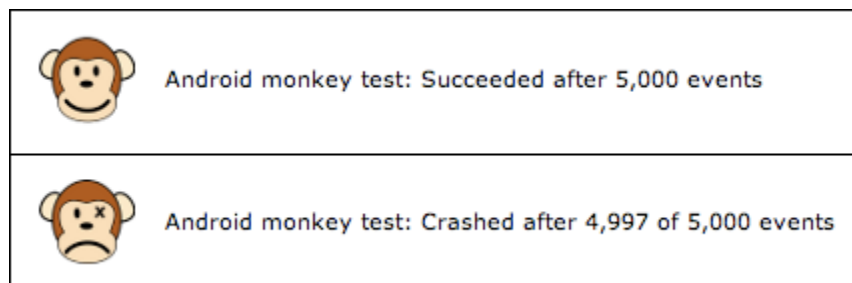 Android monkey test: Succeeded after 5,000 events
Android monkey test: Crashed after 4,997 of 5,000 events